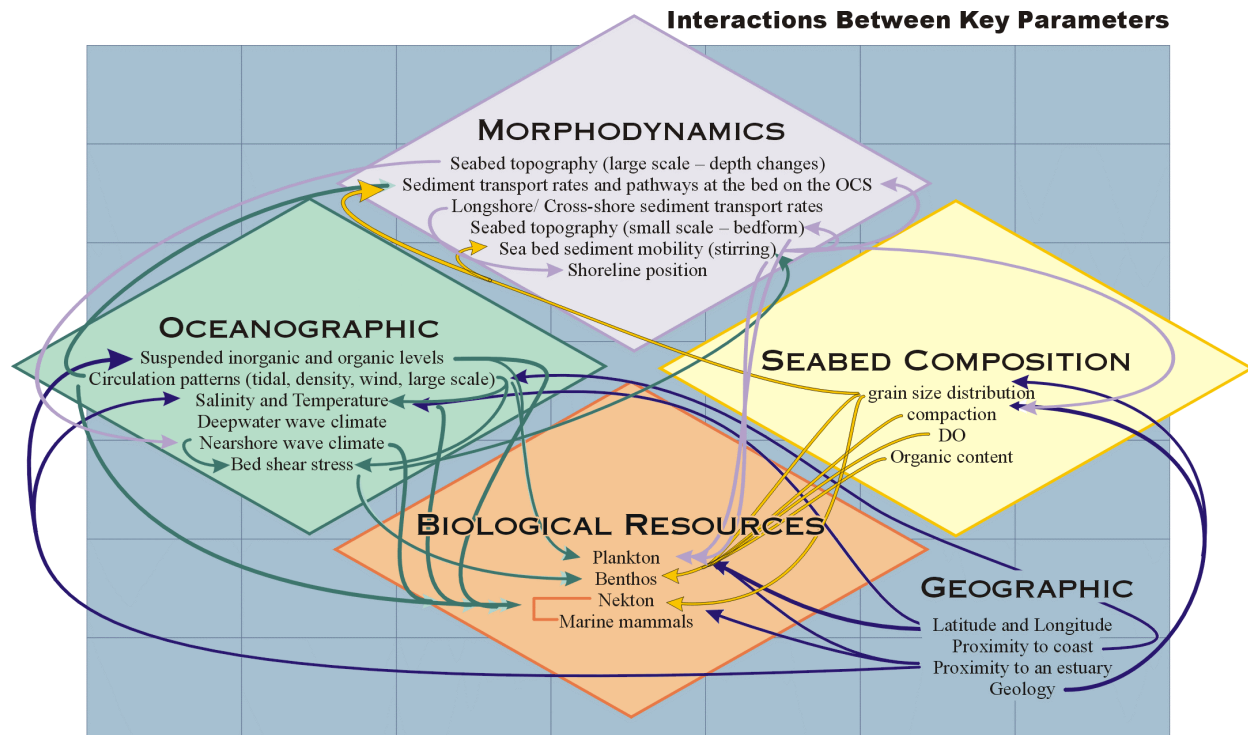 Interactions Between Key Parameters
MORPHODYNAMICS
Seabed topography (large scale – depth changes)
Sediment transport rates and pathways at the bed on the OCS
Longshore/ Cross-shore sediment transport rates
Seabed topography (small scale – bedform)
Sea bed sediment mobility (stirring)
Shoreline position
OCEANOGRAPHIC
Suspended inorganic and organic levels
Circulation patterns (tidal, density, wind, large scale)
Salinity and Temperature
Deepwater wave climate
Nearshore wave climate
Bed shear stress
SEABED COMPOSITION
grain size distribution
compaction
DO
Organic content
BIOLOGICAL RESOURCES
Plankton
Benthos
Nekton
Marine mammals
GEOGRAPHIC
Latitude and Longitude
Proximity to coast
Proximity to an estuary
Geology